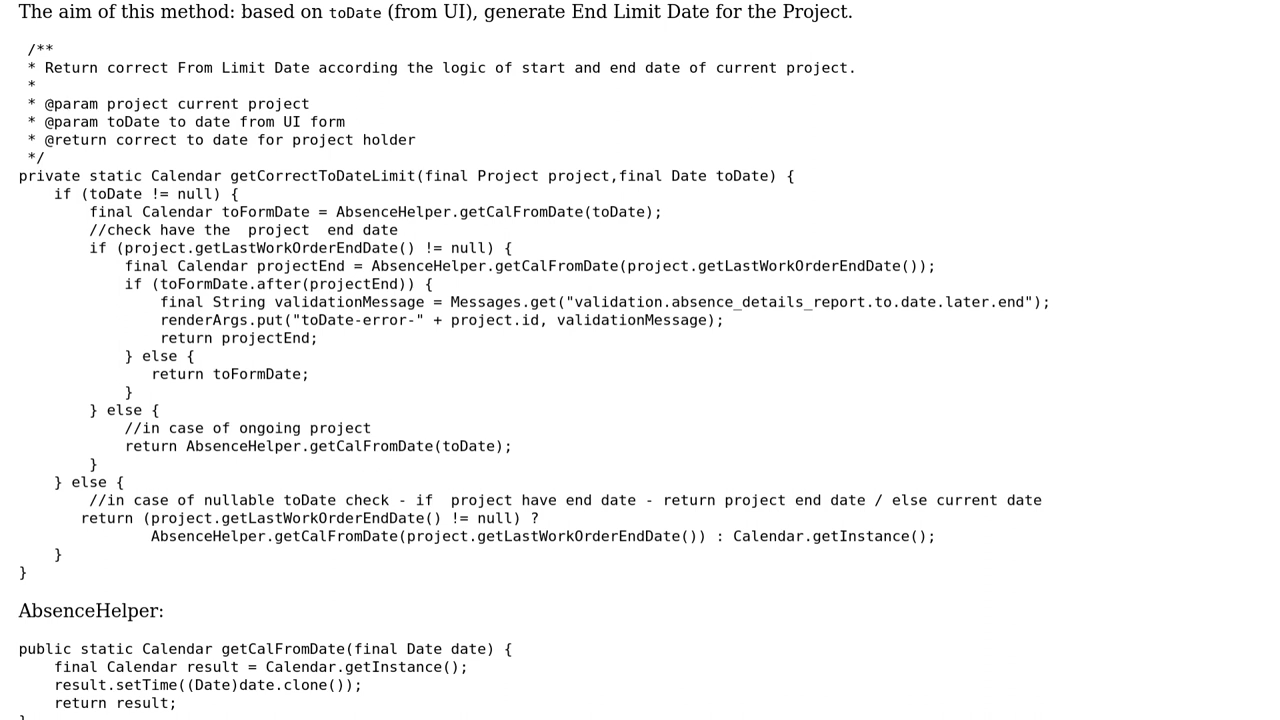 The aim of this method: based on toDate (from UI), generate End Limit Date for the Project.
/**
* Return correct From Limit Date according the logic of start and end date of current project.
*
* @param project current project
* @param toDate to date from UI form
* @return correct to date for project holder
*/
private static Calendar getCorrectToDateLimit(final Project project,final Date toDate) {
if (toDate != null) {
final Calendar toFormDate = AbsenceHelper.getCalFromDate(toDate);
//check have the  project  end date
if (project.getLastWorkOrderEndDate() != null) {
final Calendar projectEnd = AbsenceHelper.getCalFromDate(project.getLastWorkOrderEndDate());
if (toFormDate.after(projectEnd)) {
final String validationMessage = Messages.get("validation.absence_details_report.to.date.later.end");
renderArgs.put("toDate-error-" + project.id, validationMessage);
return projectEnd;
} else {
return toFormDate;
}
} else {
//in case of ongoing project
return AbsenceHelper.getCalFromDate(toDate);
}
} else {
//in case of nullable toDate check - if  project have end date - return project end date / else current date
return (project.getLastWorkOrderEndDate() != null) ?
AbsenceHelper.getCalFromDate(project.getLastWorkOrderEndDate()) : Calendar.getInstance();
}
}
AbsenceHelper:
public static Calendar getCalFromDate(final Date date) {
final Calendar result = Calendar.getInstance();
result.setTime((Date)date.clone());
return result;
}